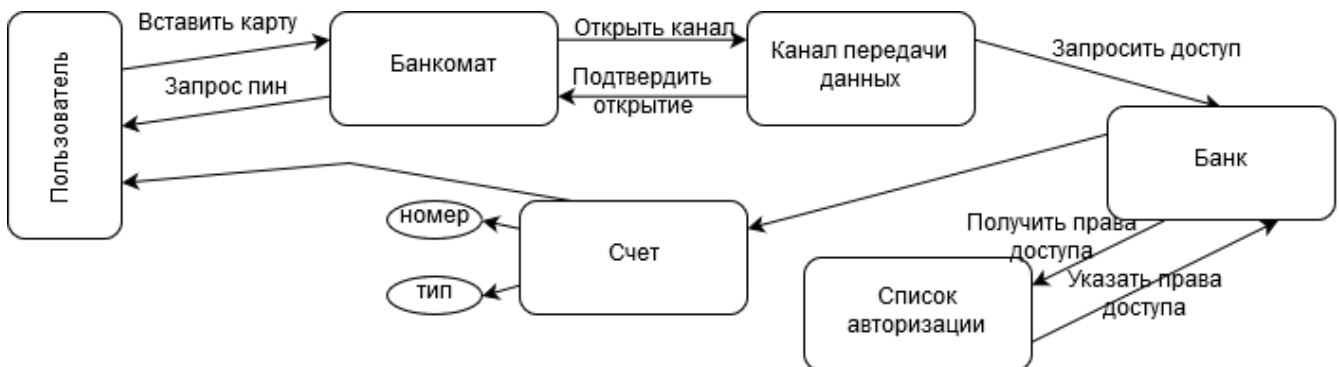 Пользователь
Вставить карту
Запрос пин
Банкомат
Открыть канал
Подтвердить
открытие
Канал передачи
данных
Запросить доступ
Банк
Получить права
доступа
Указать права
доступа
Список
авторизации
Счет
номер
тип